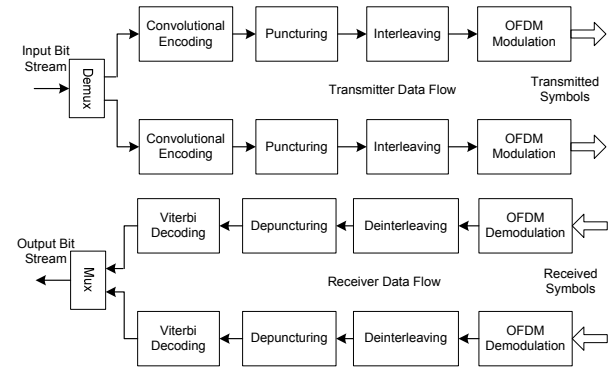 Input Bit
Stream
Demux
Convolutional
Encoding
Puncturing
Interleaving
OFDM
Modulation
Transmitter Data Flow
Transmitted
Symbols
Convolutional
Encoding
Puncturing
Interleaving
OFDM
Modulation
Output Bit
Stream
Mux
Viterbi
Decoding
Depuncturing
Deinterleaving
OFDM
Demodulation
Receiver Data Flow
Received
Symbols
Viterbi
Decoding
Depuncturing
Deinterleaving
OFDM
Demodulation